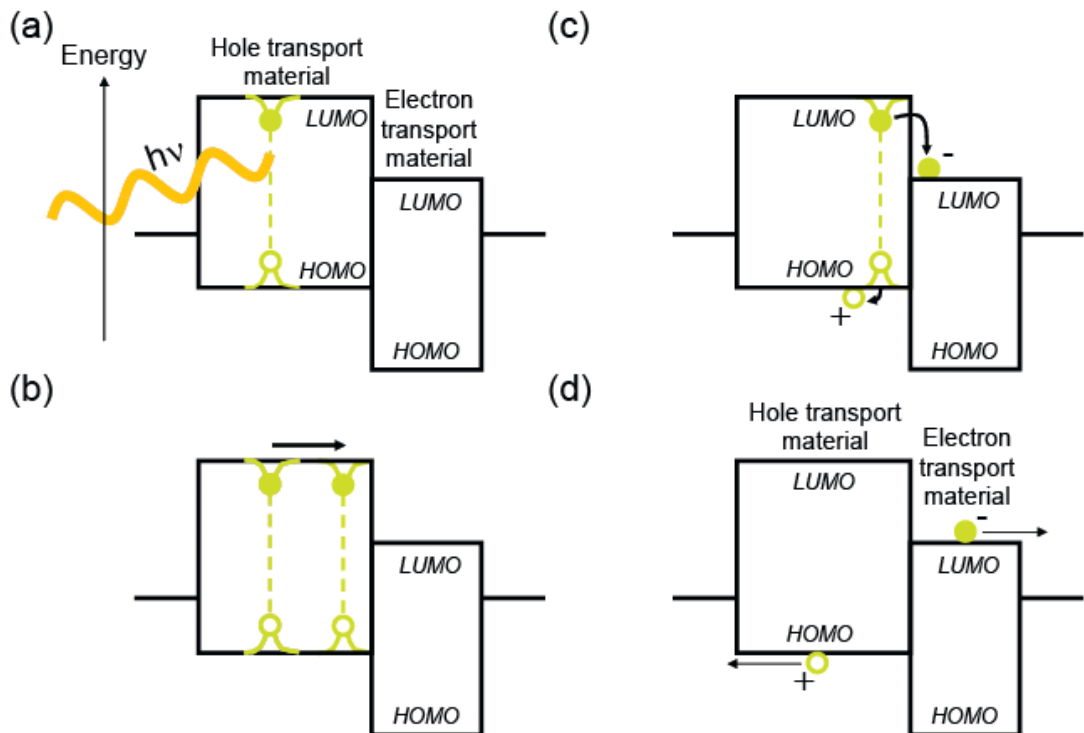 (a)
Energy
Hole transport
material
Electron
transport
material
hν
LUMO
HOMO
LUMO
HOMO
(b)
LUMO
HOMO
(c)
LUMO
HOMO
-
+
LUMO
HOMO
(d)
Hole transport
material
Electron
transport
material
LUMO
HOMO
-
+
LUMO
HOMO